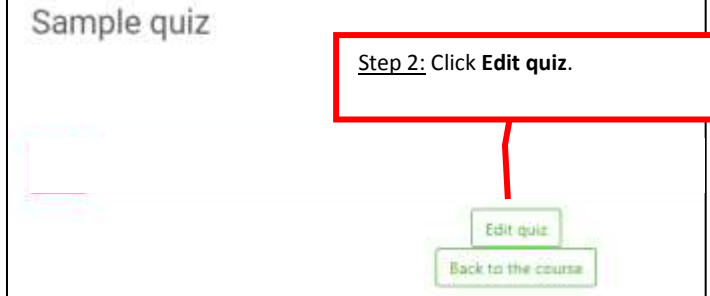 Sample quiz
Step 2: Click Edit quiz.
Edit quiz
Back to the course